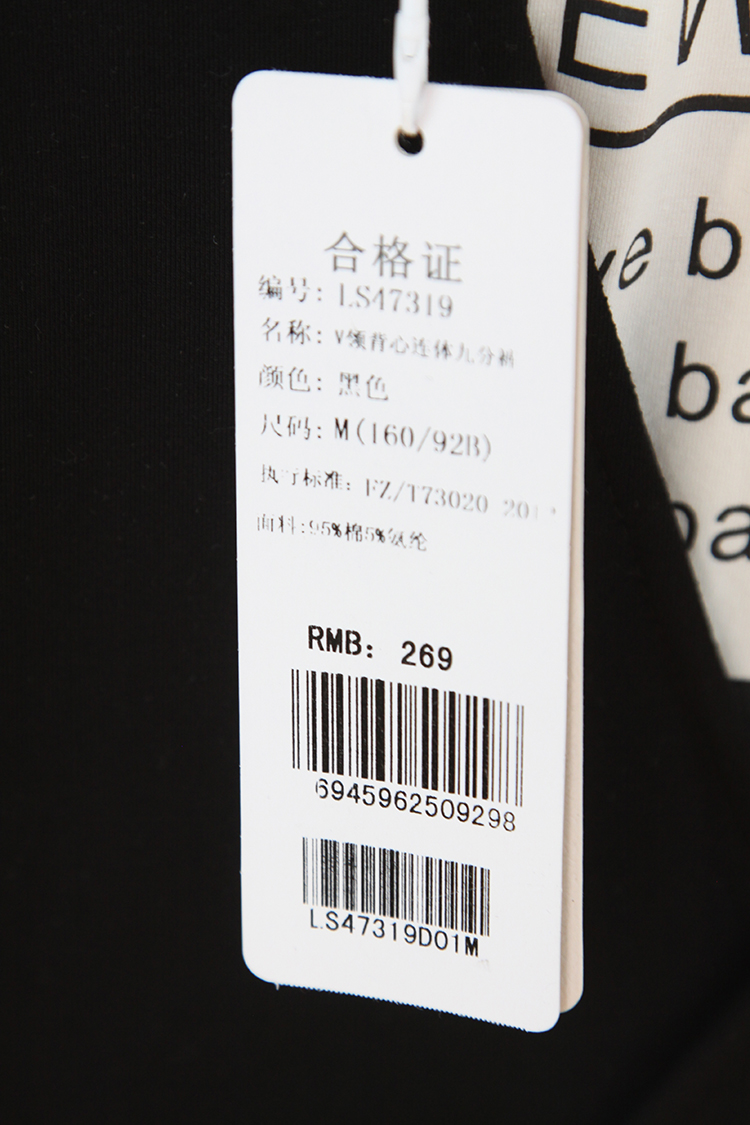 合格证
编号: LS47319
名称: V领背心连体九分裤
颜色: 黑色
尺码: M(160/92B)
执行标准: FZ/T73020
面料:95%棉5%氨纶
RMB: 269
6945962509298
LS47319D01M
b
ba